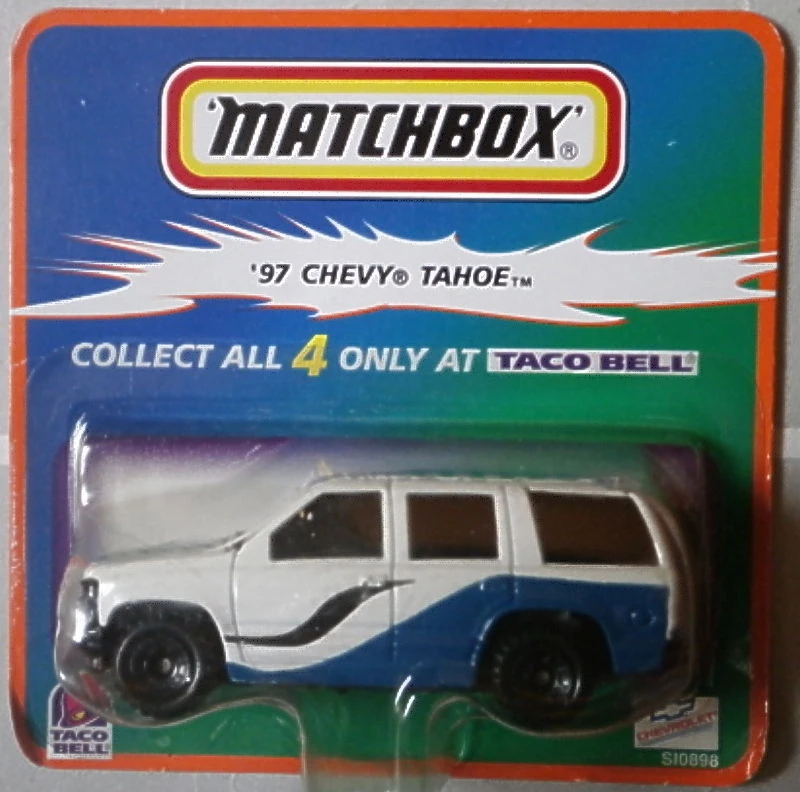 'MATCHBOX'®
'97 CHEVY® TAHOE™
COLLECT ALL 4 ONLY AT TACO BELL®
TACO
BELL
CHEVROLET
SI0898